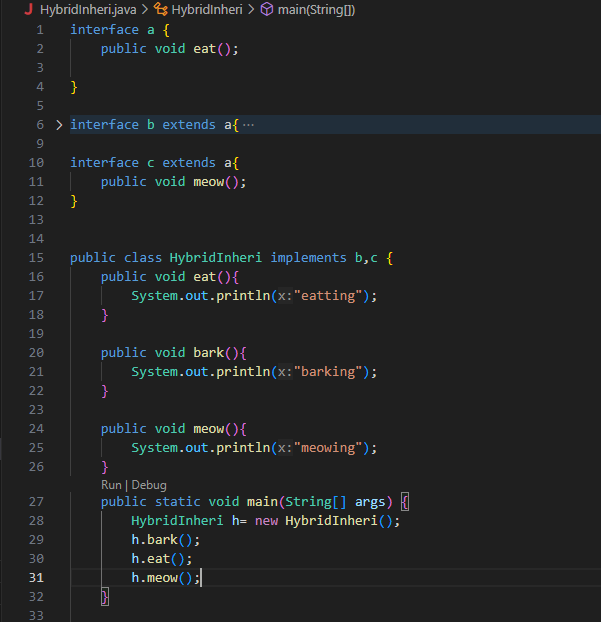 HybridInheri.java > HybridInheri > main(String[])
1 interface a {
2 public void eat();
3
4 }
5
6 > interface b extends a{ ···
9
10 interface c extends a{
11 public void meow();
12 }
13
14
15 public class HybridInheri implements b,c {
16 public void eat(){
17 System.out.println(x:"eatting");
18 }
19
20 public void bark(){
21 System.out.println(x:"barking");
22 }
23
24 public void meow(){
25 System.out.println(x:"meowing");
26 }
Run | Debug
27 public static void main(String[] args) {
28 HybridInheri h= new HybridInheri();
29 h.bark();
30 h.eat();
31 h.meow();
32 }
33